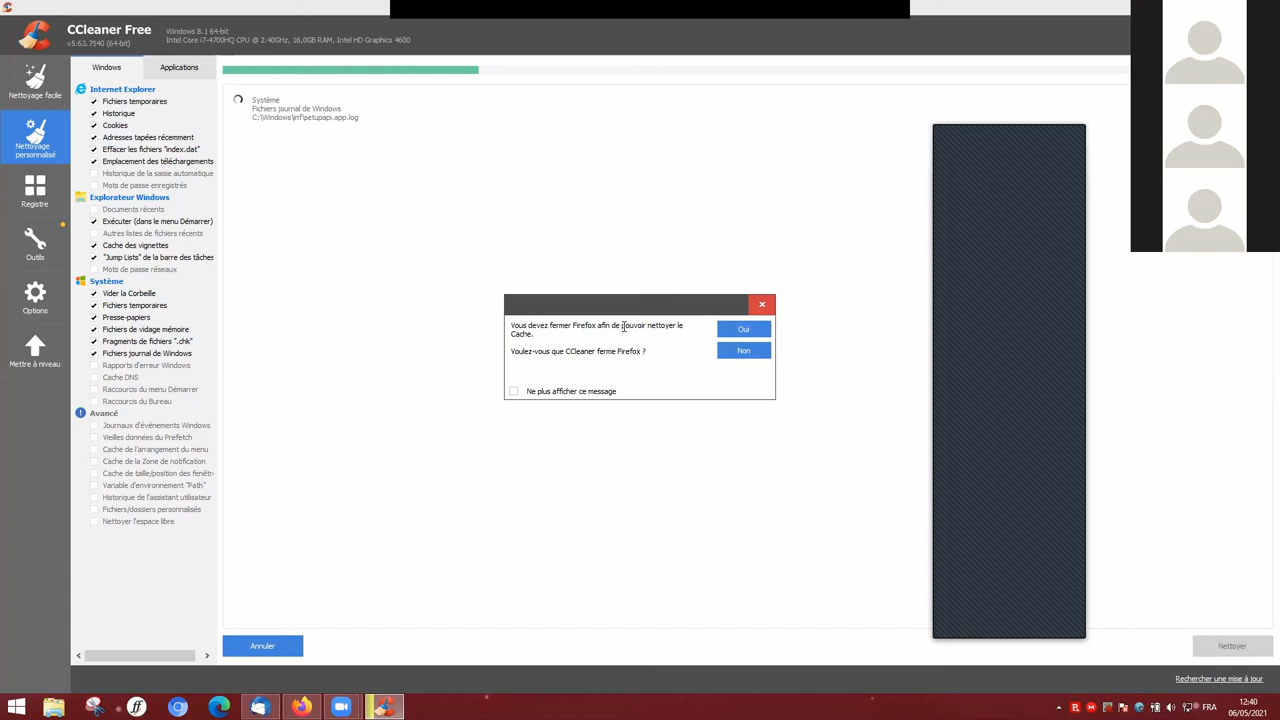 CCleaner Free
v5.63.7540 (64-bit)
Windows 8.1 64-bit
Intel Core i7-4700HQ CPU @ 2.40GHz, 16,0GB RAM, Intel HD Graphics 4600
Nettoyage facile
Nettoyage personnalisé
Registre
Outils
Options
Mettre à niveau
Windows
Applications
Internet Explorer
Fichiers temporaires
Historique
Cookies
Adresses tapées récemment
Effacer les fichiers "index.dat"
Emplacement des téléchargements
Historique de la saisie automatique
Mots de passe enregistrés
Explorateur Windows
Documents récents
Exécuter (dans le menu Démarrer)
Autres listes de fichiers récents
Cache des vignettes
"Jump Lists" de la barre des tâches
Mots de passe réseaux
Système
Vider la Corbeille
Fichiers temporaires
Presse-papiers
Fichiers de vidage mémoire
Fragments de fichiers ".chk"
Fichiers journal de Windows
Rapports d'erreur Windows
Cache DNS
Raccourcis du menu Démarrer
Raccourcis du Bureau
Avancé
Journaux d'événements Windows
Vieilles données du Prefetch
Cache de l'arrangement du menu
Cache de la Zone de notification
Cache de taille/position des fenêtr
Variable d'environnement "Path"
Historique de l'assistant utilisateur
Fichiers/dossiers personnalisés
Nettoyer l'espace libre
Système
Fichiers journal de Windows
C:\Windows\inf\setupapi.app.log
Vous devez fermer Firefox afin de pouvoir nettoyer le
Cache.
Voulez-vous que CCleaner ferme Firefox ?
Oui
Non
Ne plus afficher ce message
Annuler
Nettoyer
Rechercher une mise à jour
FRA
12:40
06/05/2021